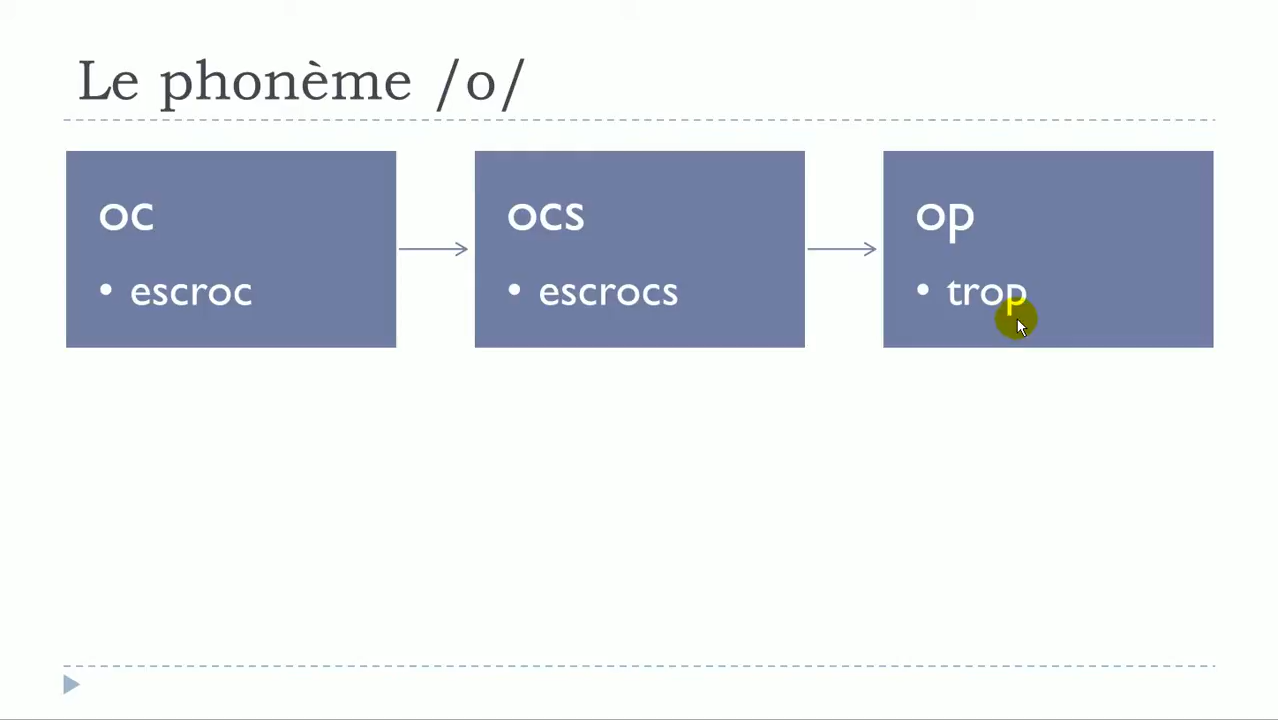 Le phonème /o/
oc
• escroc
ocs
• escrocs
op
• trop